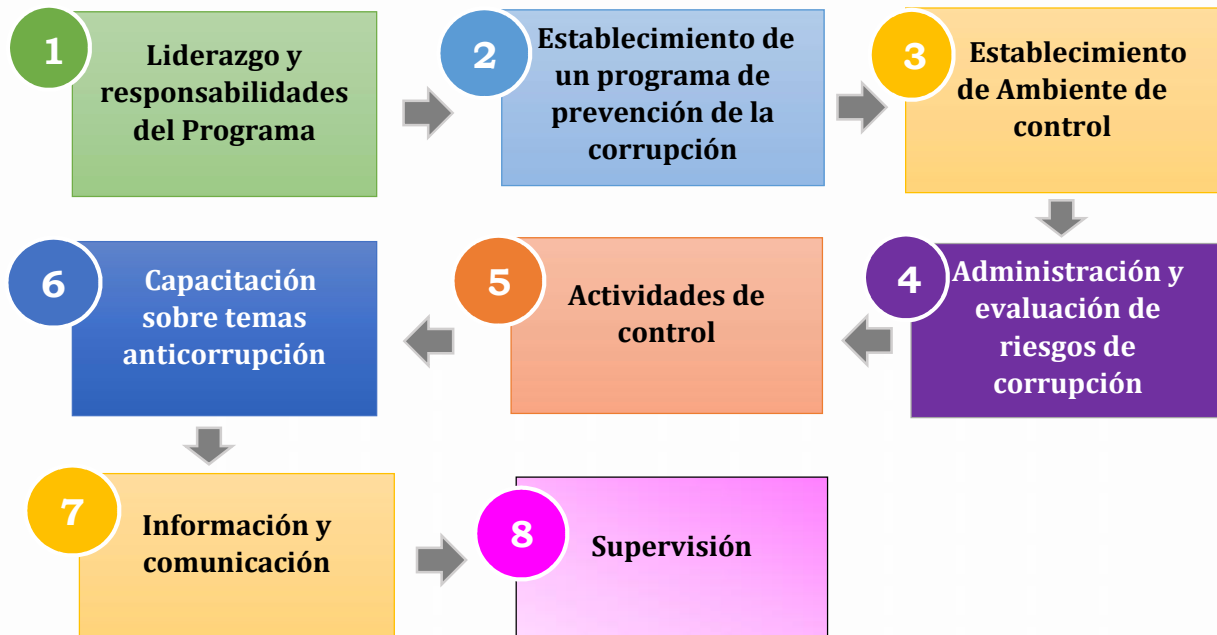 1
Liderazgo y
responsabilidades
del Programa
2
Establecimiento de
un programa de
prevención de la
corrupción
3
Establecimiento
de Ambiente de
control
4
Administración y
evaluación de
riesgos de
corrupción
5
Actividades de
control
6
Capacitación
sobre temas
anticorrupción
7
Información y
comunicación
8
Supervisión